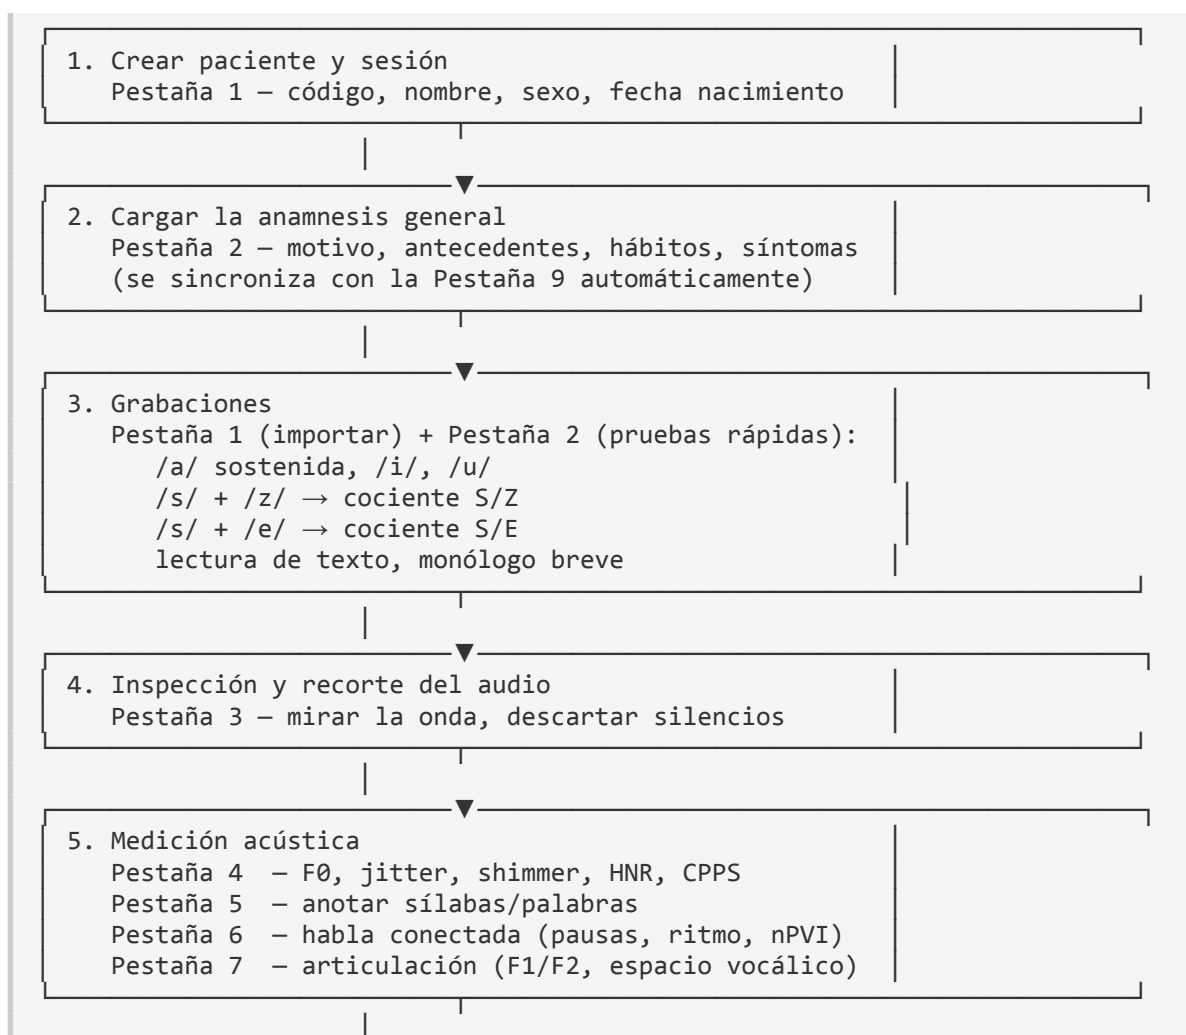 1. Crear paciente y sesión
Pestaña 1 — código, nombre, sexo, fecha nacimiento
2. Cargar la anamnesis general
Pestaña 2 — motivo, antecedentes, hábitos, síntomas
(se sincroniza con la Pestaña 9 automáticamente)
3. Grabaciones
Pestaña 1 (importar) + Pestaña 2 (pruebas rápidas):
/a/ sostenida, /i/, /u/
/s/ + /z/ → cociente S/Z
/s/ + /e/ → cociente S/E
lectura de texto, monólogo breve
4. Inspección y recorte del audio
Pestaña 3 — mirar la onda, descartar silencios
5. Medición acústica
Pestaña 4 — F0, jitter, shimmer, HNR, CPPS
Pestaña 5 — anotar sílabas/palabras
Pestaña 6 — habla conectada (pausas, ritmo, nPVI)
Pestaña 7 — articulación (F1/F2, espacio vocálico)